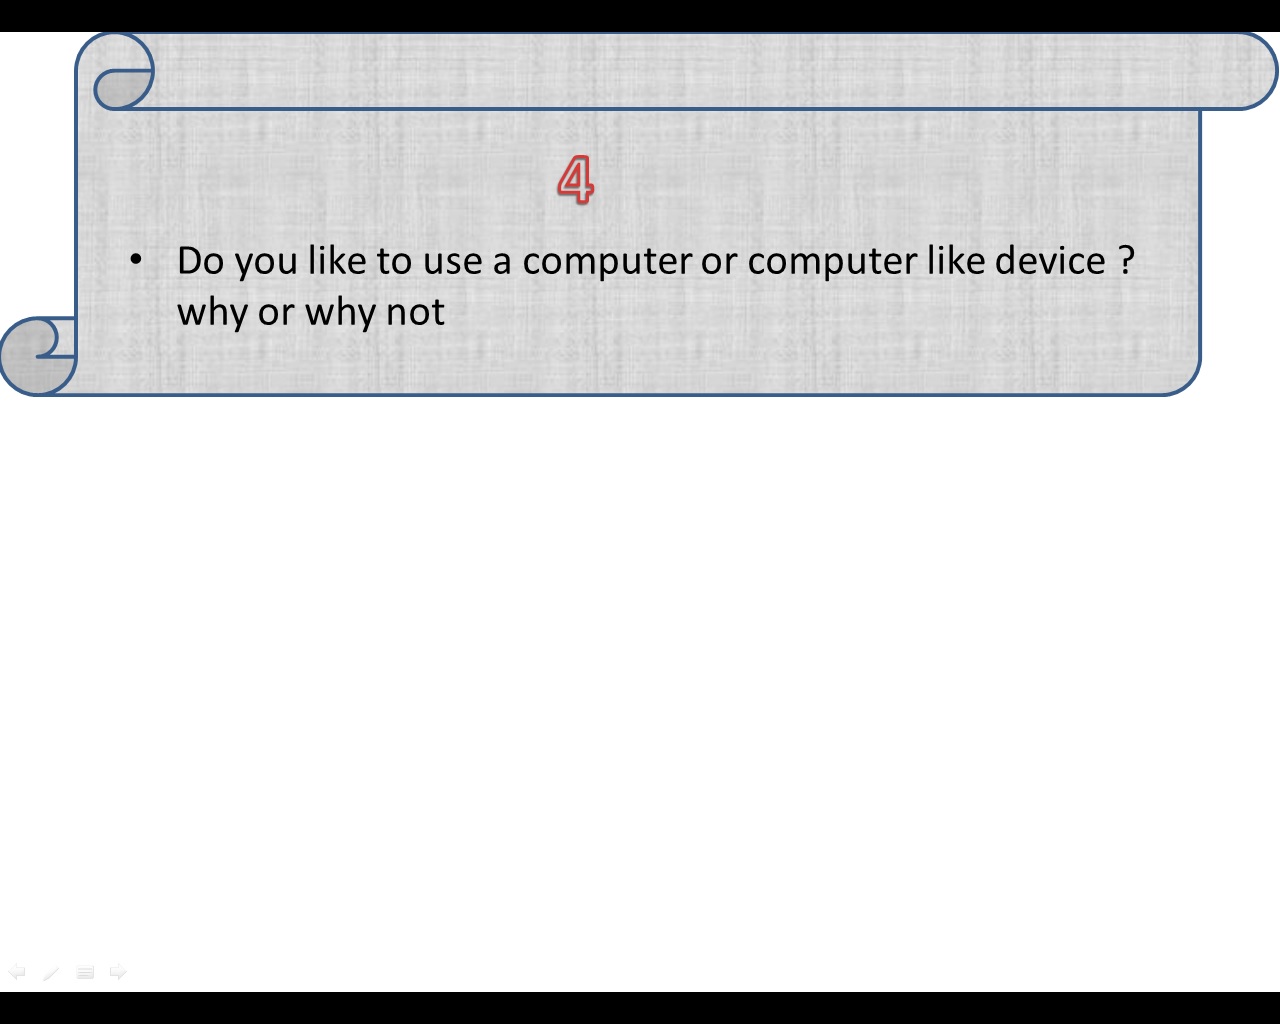 4
• Do you like to use a computer or computer like device ?
why or why not